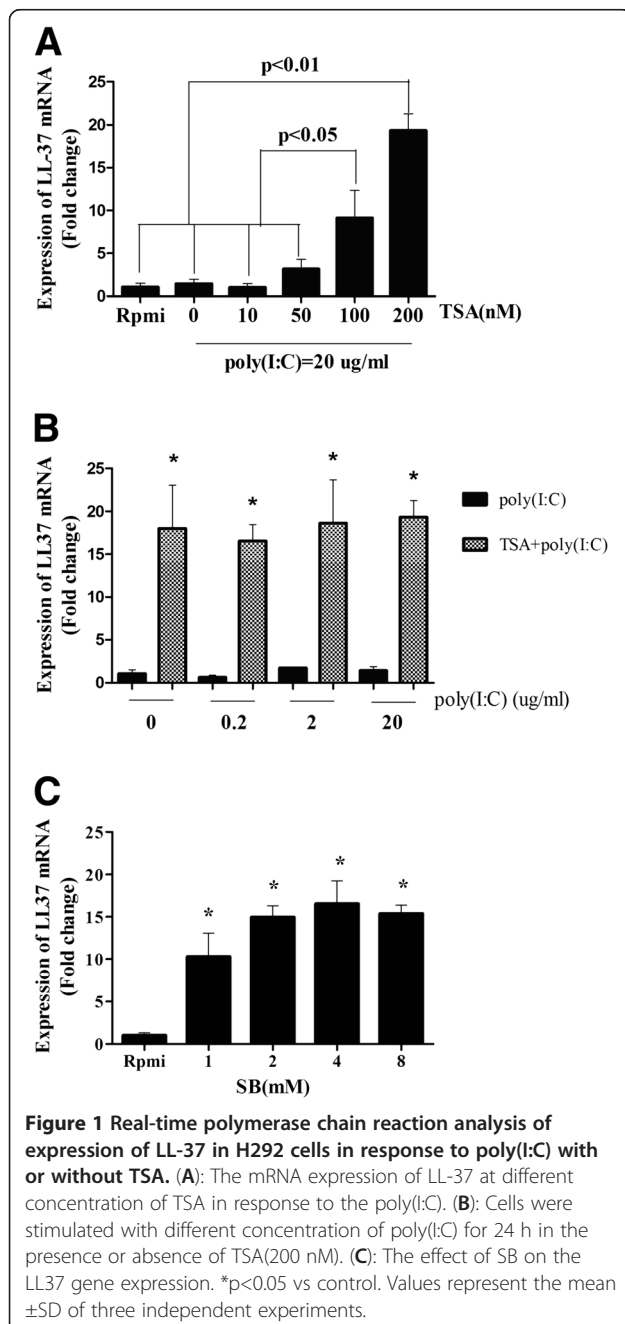 A
p<0.01
p<0.05
Expression of LL-37 mRNA
(Fold change)
25
20
15
10
5
0
Rpmi 0 10 50 100 200 TSA(nM)
poly(I:C)=20 ug/ml
B
Expression of LL37 mRNA
(Fold change)
25
20
15
10
5
0
* * * *
poly(I:C)
TSA+poly(I:C)
poly(I:C) (ug/ml)
0 0.2 2 20
C
Expression of LL37 mRNA
(Fold change)
25
20
15
10
5
0
* * * *
Rpmi 1 2 4 8
SB(mM)
Figure 1 Real-time polymerase chain reaction analysis of
expression of LL-37 in H292 cells in response to poly(I:C) with
or without TSA. (A): The mRNA expression of LL-37 at different
concentration of TSA in response to the poly(I:C). (B): Cells were
stimulated with different concentration of poly(I:C) for 24 h in the
presence or absence of TSA(200 nM). (C): The effect of SB on the
LL37 gene expression. *p<0.05 vs control. Values represent the mean
±SD of three independent experiments.